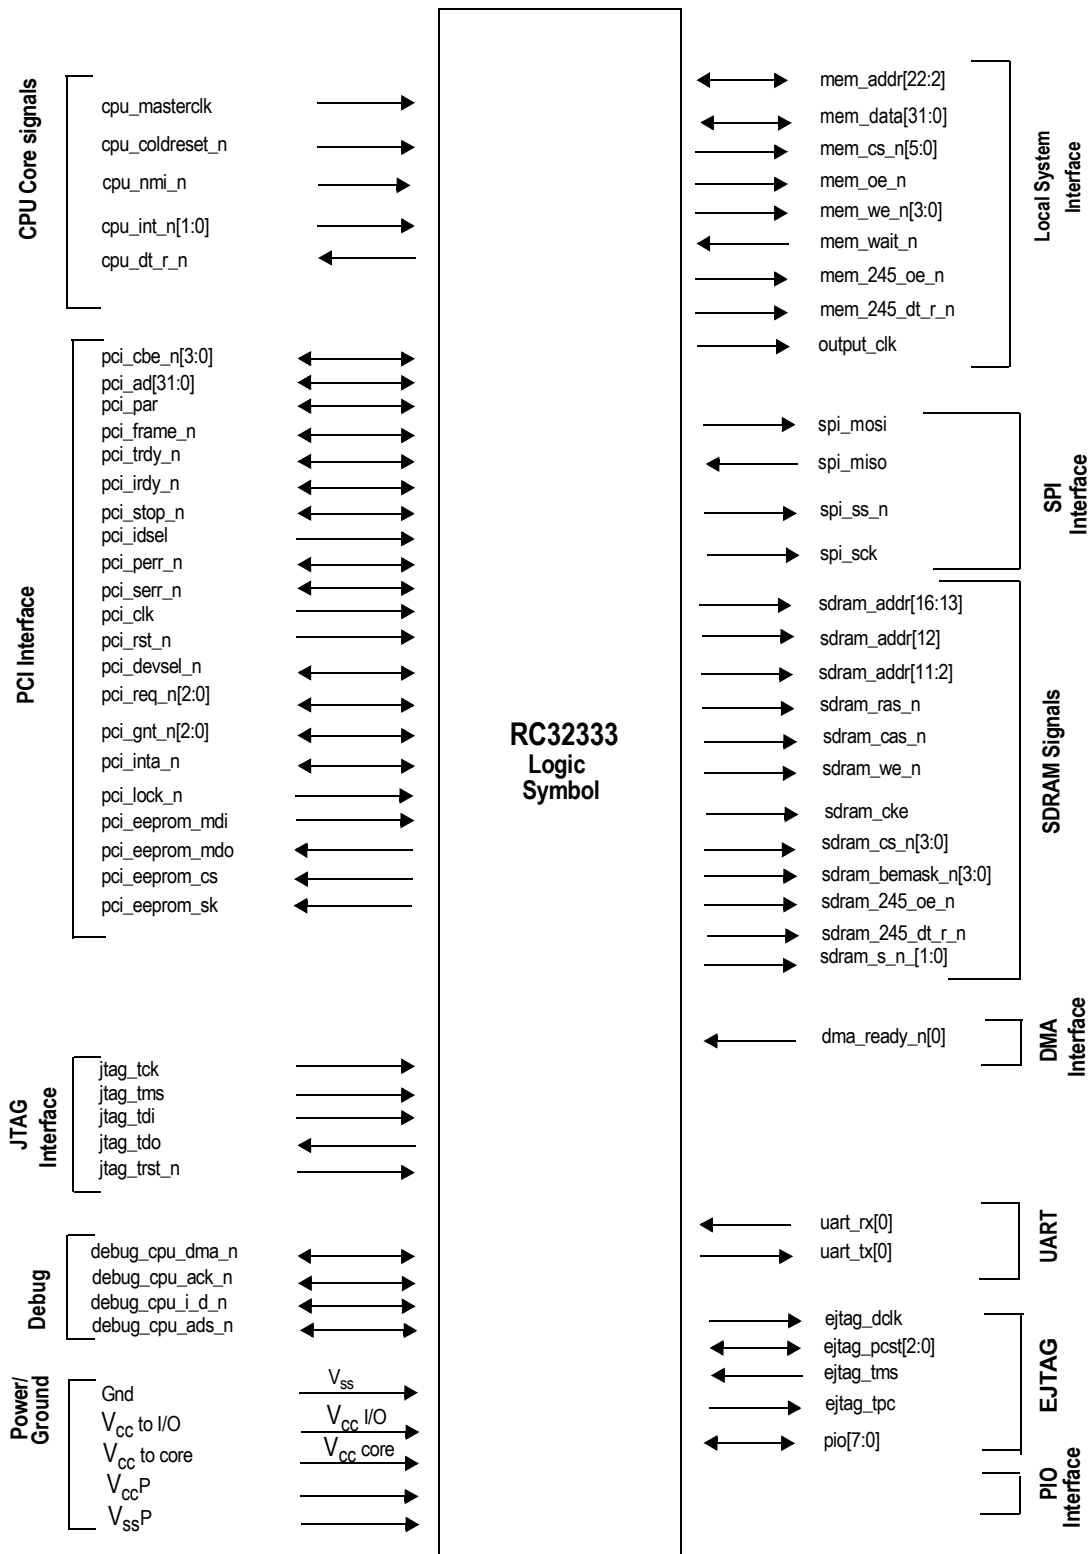 CPU Core signals
cpu_masterclk
cpu_coldreset_n
cpu_nmi_n
cpu_int_n[1:0]
cpu_dt_r_n
PCI Interface
pci_cbe_n[3:0]
pci_ad[31:0]
pci_par
pci_frame_n
pci_trdy_n
pci_irdy_n
pci_stop_n
pci_idsel
pci_perr_n
pci_serr_n
pci_clk
pci_rst_n
pci_devsel_n
pci_req_n[2:0]
pci_gnt_n[2:0]
pci_inta_n
pci_lock_n
pci_eeprom_mdi
pci_eeprom_mdo
pci_eeprom_cs
pci_eeprom_sk
JTAG
Interface
jtag_tck
jtag_tms
jtag_tdi
jtag_tdo
jtag_trst_n
Debug
debug_cpu_dma_n
debug_cpu_ack_n
debug_cpu_i_d_n
debug_cpu_ads_n
Power/
Ground
Gnd
Vss
Vcc to I/O
Vcc I/O
Vcc to core
Vcc core
VccP
VssP
RC32333
Logic
Symbol
mem_addr[22:2]
mem_data[31:0]
mem_cs_n[5:0]
mem_oe_n
mem_we_n[3:0]
mem_wait_n
mem_245_oe_n
mem_245_dt_r_n
output_clk
Local System
Interface
spi_mosi
spi_miso
spi_ss_n
spi_sck
SPI
Interface
sdram_addr[16:13]
sdram_addr[12]
sdram_addr[11:2]
sdram_ras_n
sdram_cas_n
sdram_we_n
sdram_cke
sdram_cs_n[3:0]
sdram_bemask_n[3:0]
sdram_245_oe_n
sdram_245_dt_r_n
sdram_s_n_[1:0]
SDRAM Signals
dma_ready_n[0]
DMA
Interface
uart_rx[0]
uart_tx[0]
UART
ejtag_dclk
ejtag_pcst[2:0]
ejtag_tms
ejtag_tpc
pio[7:0]
EJTAG
PIO
Interface